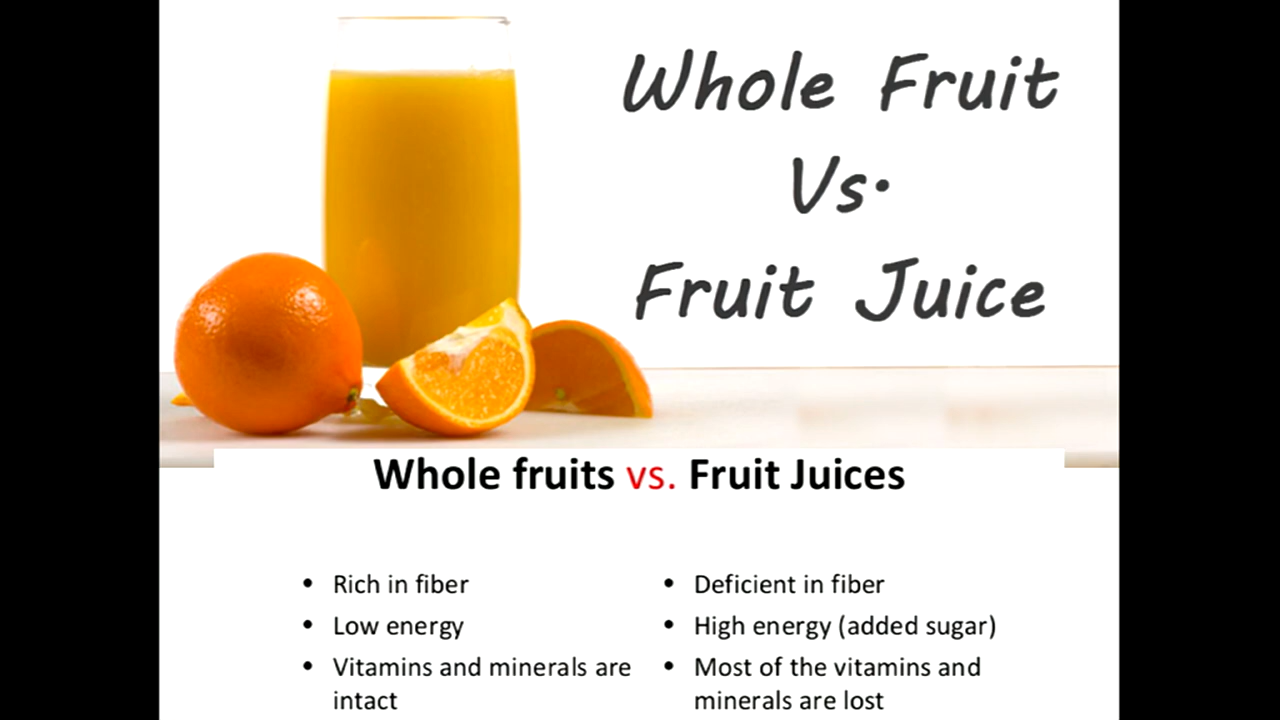 Whole Fruit
Vs.
Fruit Juice
Whole fruits vs. Fruit Juices
• Rich in fiber
• Low energy
• Vitamins and minerals are
intact
• Deficient in fiber
• High energy (added sugar)
• Most of the vitamins and
minerals are lost